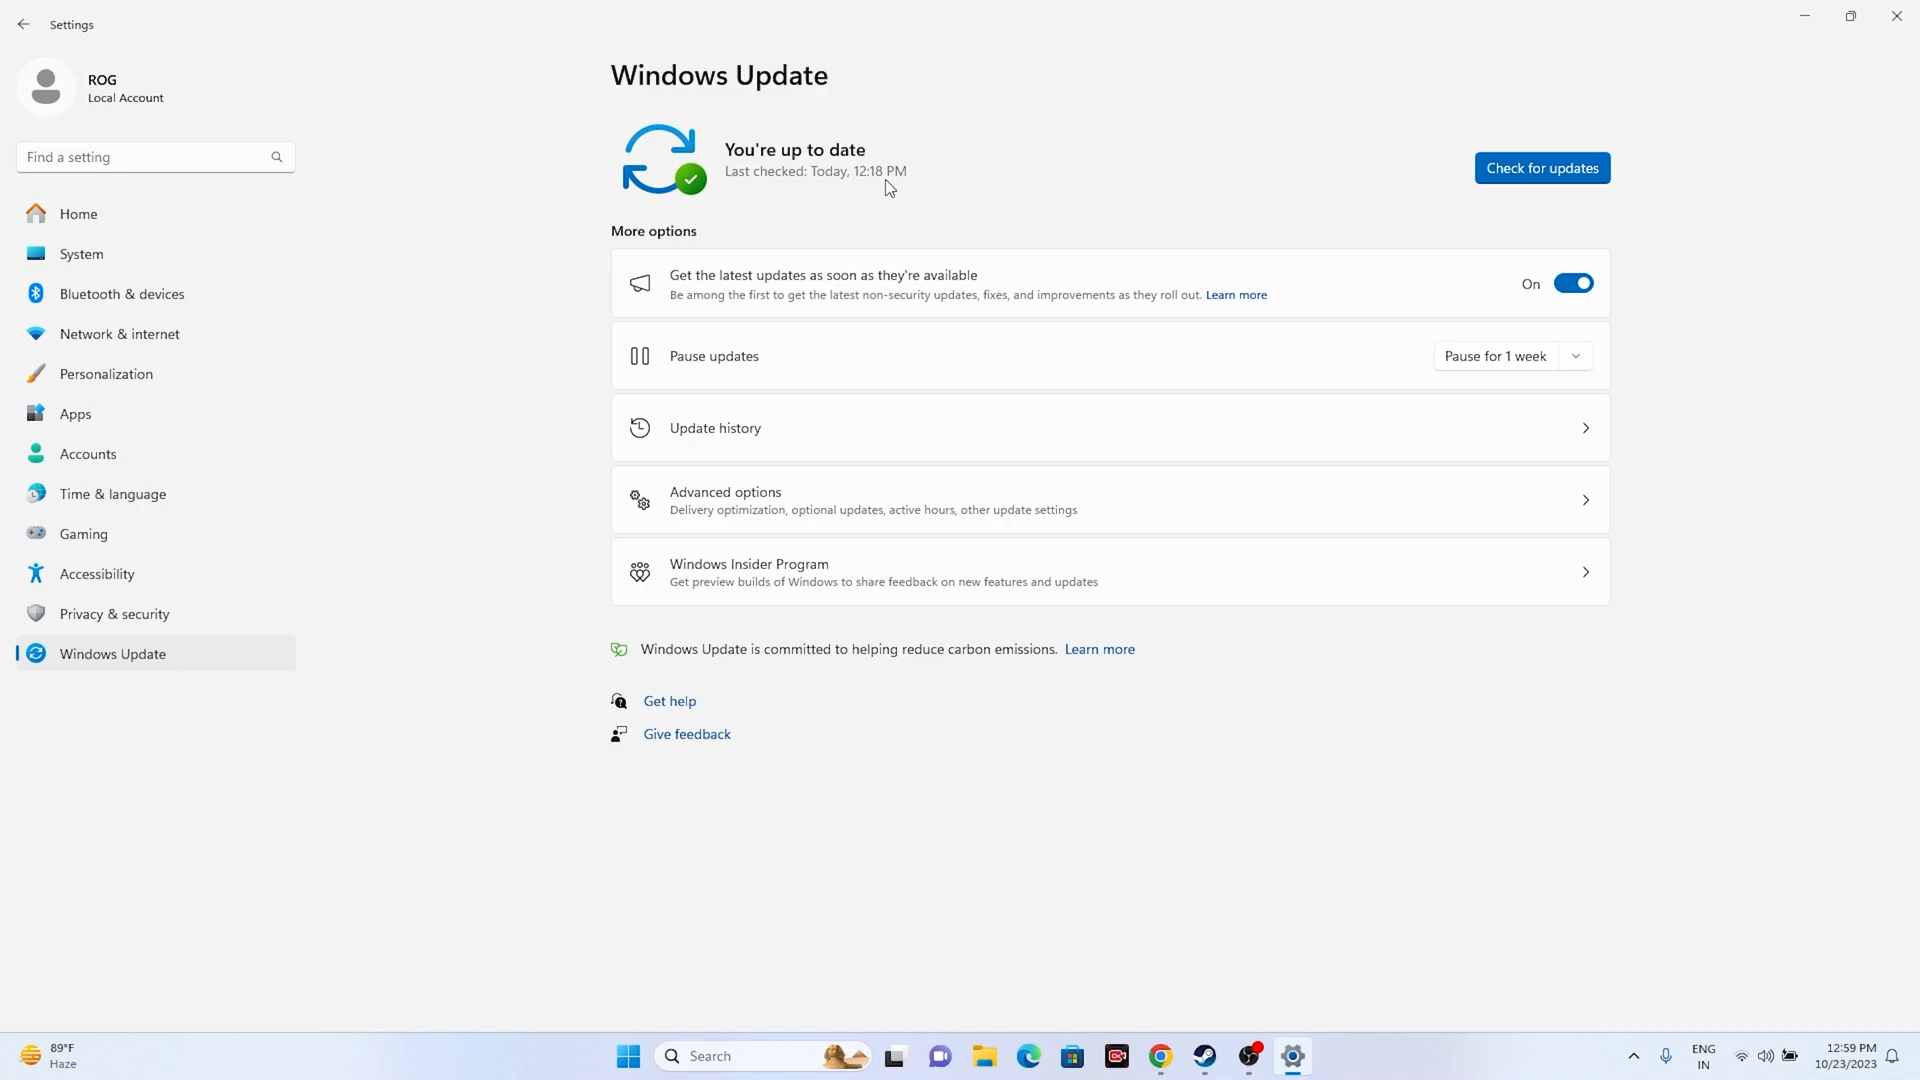 Settings
ROG
Local Account
Find a setting
Home
System
Bluetooth & devices
Network & internet
Personalization
Apps
Accounts
Time & language
Gaming
Accessibility
Privacy & security
Windows Update
Windows Update
You're up to date
Last checked: Today, 12:18 PM
Check for updates
More options
Get the latest updates as soon as they're available
Be among the first to get the latest non-security updates, fixes, and improvements as they roll out. Learn more
On
Pause updates
Pause for 1 week
Update history
Advanced options
Delivery optimization, optional updates, active hours, other update settings
Windows Insider Program
Get preview builds of Windows to share feedback on new features and updates
Windows Update is committed to helping reduce carbon emissions. Learn more
Get help
Give feedback
89°F
Haze
Search
ENG
IN
12:59 PM
10/23/2023